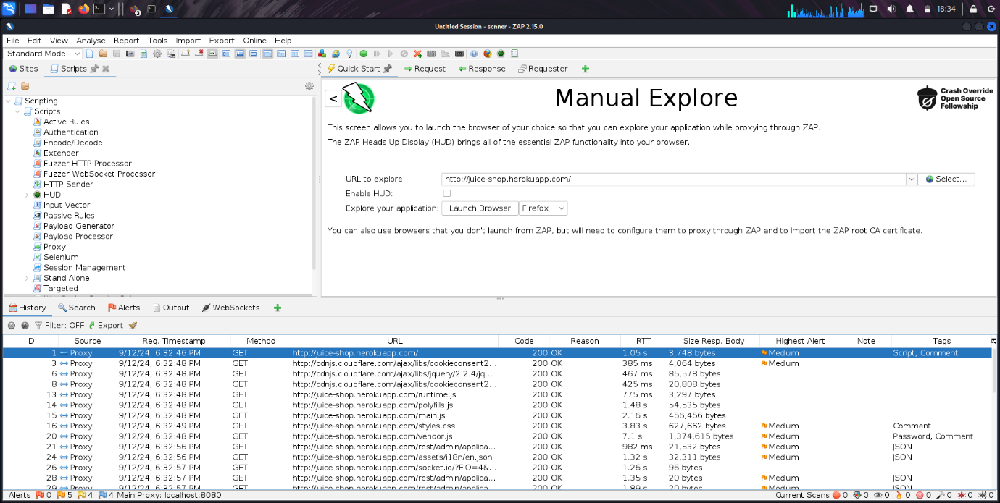 3
18:34
Untitled Session - scnner - ZAP 2.15.0
File Edit View Analyse Report Tools Import Export Online Help
Standard Mode
Sites Scripts
Quick Start Request Response Requester
Scripting
Scripts
Active Rules
Authentication
Encode/Decode
Extender
Fuzzer HTTP Processor
Fuzzer WebSocket Processor
HTTP Sender
HUD
Input Vector
Passive Rules
Payload Generator
Payload Processor
Proxy
Selenium
Session Management
Stand Alone
Targeted
<
Manual Explore
Crash Override
Open Source
Fellowship
This screen allows you to launch the browser of your choice so that you can explore your application while proxying through ZAP.
The ZAP Heads Up Display (HUD) brings all of the essential ZAP functionality into your browser.
URL to explore: http://juice-shop.herokuapp.com/ Select...
Enable HUD:
Explore your application: Launch Browser Firefox
You can also use browsers that you don't launch from ZAP, but will need to configure them to proxy through ZAP and to import the ZAP root CA certificate.
History Search Alerts Output WebSockets
Filter: OFF Export
ID Source Req. Timestamp Method URL Code Reason RTT Size Resp. Body Highest Alert Note Tags
1 Proxy 9/12/24, 6:32:46 PM GET http://juice-shop.herokuapp.com/ 200 OK 1.05 s 3,748 bytes Medium Script, Comment
3 Proxy 9/12/24, 6:32:48 PM GET http://cdnjs.cloudflare.com/ajax/libs/cookieconsent2... 200 OK 385 ms 4,064 bytes Medium
6 Proxy 9/12/24, 6:32:48 PM GET http://cdnjs.cloudflare.com/ajax/libs/jquery/2.2.4/jq... 200 OK 467 ms 85,578 bytes
8 Proxy 9/12/24, 6:32:48 PM GET http://cdnjs.cloudflare.com/ajax/libs/cookieconsent2... 200 OK 425 ms 20,808 bytes
13 Proxy 9/12/24, 6:32:48 PM GET http://juice-shop.herokuapp.com/runtime.js 200 OK 775 ms 3,297 bytes
14 Proxy 9/12/24, 6:32:48 PM GET http://juice-shop.herokuapp.com/polyfills.js 200 OK 1.48 s 54,535 bytes
15 Proxy 9/12/24, 6:32:48 PM GET http://juice-shop.herokuapp.com/main.js 200 OK 2.16 s 456,456 bytes
16 Proxy 9/12/24, 6:32:49 PM GET http://juice-shop.herokuapp.com/styles.css 200 OK 3.83 s 627,662 bytes Medium Comment
20 Proxy 9/12/24, 6:32:48 PM GET http://juice-shop.herokuapp.com/vendor.js 200 OK 7.1 s 1,374,615 bytes Medium Password, Comment
21 Proxy 9/12/24, 6:32:56 PM GET http://juice-shop.herokuapp.com/rest/admin/applica... 200 OK 982 ms 21,532 bytes Medium JSON
24 Proxy 9/12/24, 6:32:56 PM GET http://juice-shop.herokuapp.com/assets/i18n/en.json 200 OK 1.32 s 32,311 bytes Medium JSON
26 Proxy 9/12/24, 6:32:57 PM GET http://juice-shop.herokuapp.com/socket.io/?EIO=4&... 200 OK 1.26 s 96 bytes
28 Proxy 9/12/24, 6:32:57 PM GET http://juice-shop.herokuapp.com/rest/admin/applica... 200 OK 1.35 s 20 bytes Medium JSON
29 Proxy 9/12/24, 6:32:57 PM GET http://juice-shop.herokuapp.com/rest/admin/applica... 200 OK 1.89 s 20 bytes Medium JSON
Alerts 0 5 4 4 Main Proxy: localhost:8080 Current Scans 0 0 0 0 0 0 0 0